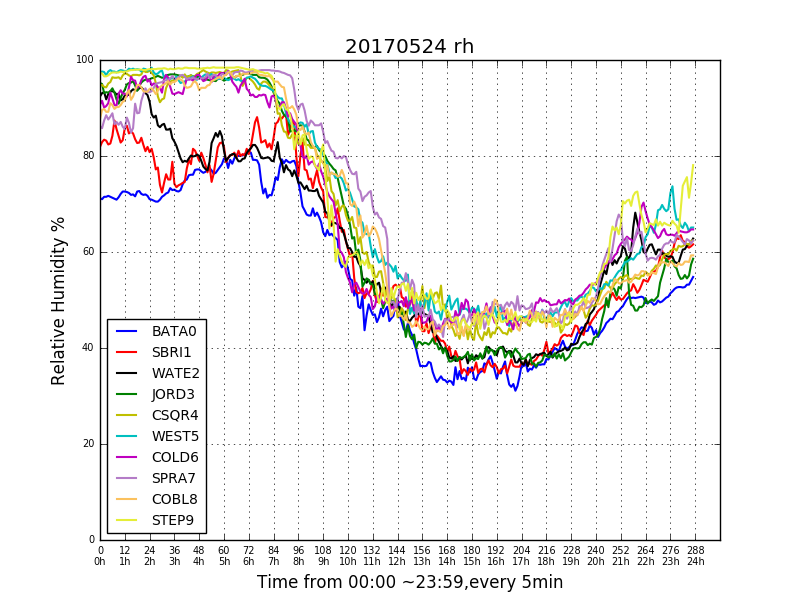 20170524 rh
100
80
60
40
20
0
Relative Humidity %
BATA0
SBRI1
WATE2
JORD3
CSQR4
WEST5
COLD6
SPRA7
COBL8
STEP9
0 12 24 36 48 60 72 84 96 108 120 132 144 156 168 180 192 204 216 228 240 252 264 276 288
0h 1h 2h 3h 4h 5h 6h 7h 8h 9h 10h 11h 12h 13h 14h 15h 16h 17h 18h 19h 20h 21h 22h 23h 24h
Time from 00:00 ~23:59,every 5min